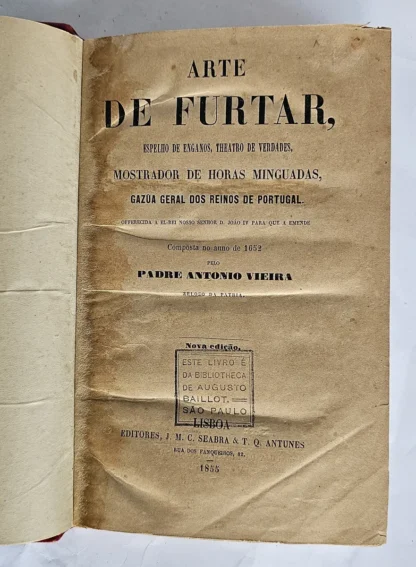 ARTE
DE FURTAR,
ESPELHO DE ENGANOS, THEATRO DE VERDADES,
MOSTRADOR DE HORAS MINGUADAS,
GAZÚA GERAL DOS REINOS DE PORTUGAL.
OFFERECIDA A EL-REI NOSSO SENHOR D. JOÃO IV PARA QUE A EMENDE
Composta no anno de 1652
PELO
PADRE ANTONIO VIEIRA
ZELOSO DA PATRIA.
Nova edição.
ESTE LIVRO É
DA BIBLIOTHECA
DE AUGUSTO
BAILLOT.
SÃO PAULO
LISBOA
EDITORES, J. M. C. SEABRA & T. Q. ANTUNES
RUA DOS FANQUEIROS, 82.
1855